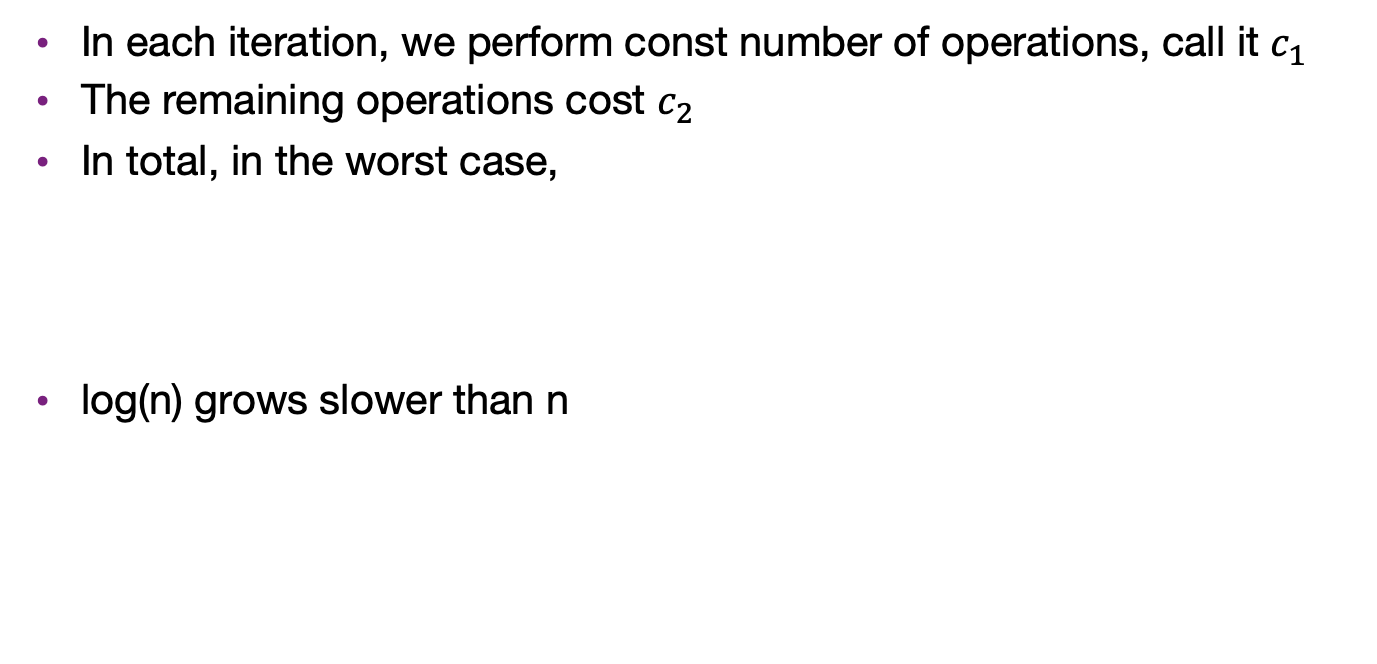 • In each iteration, we perform const number of operations, call it c₁
• The remaining operations cost c₂
• In total, in the worst case,
• log(n) grows slower than n